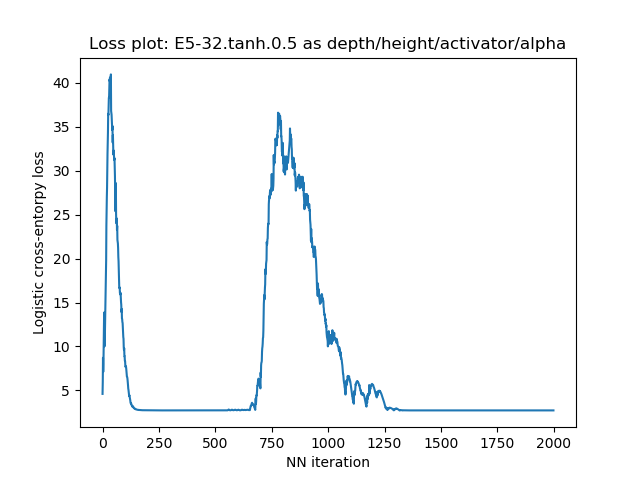 Loss plot: E5-32.tanh.0.5 as depth/height/activator/alpha
40
35
30
25
20
15
10
5
Logistic cross-entorpy loss
0 250 500 750 1000 1250 1500 1750 2000
NN iteration